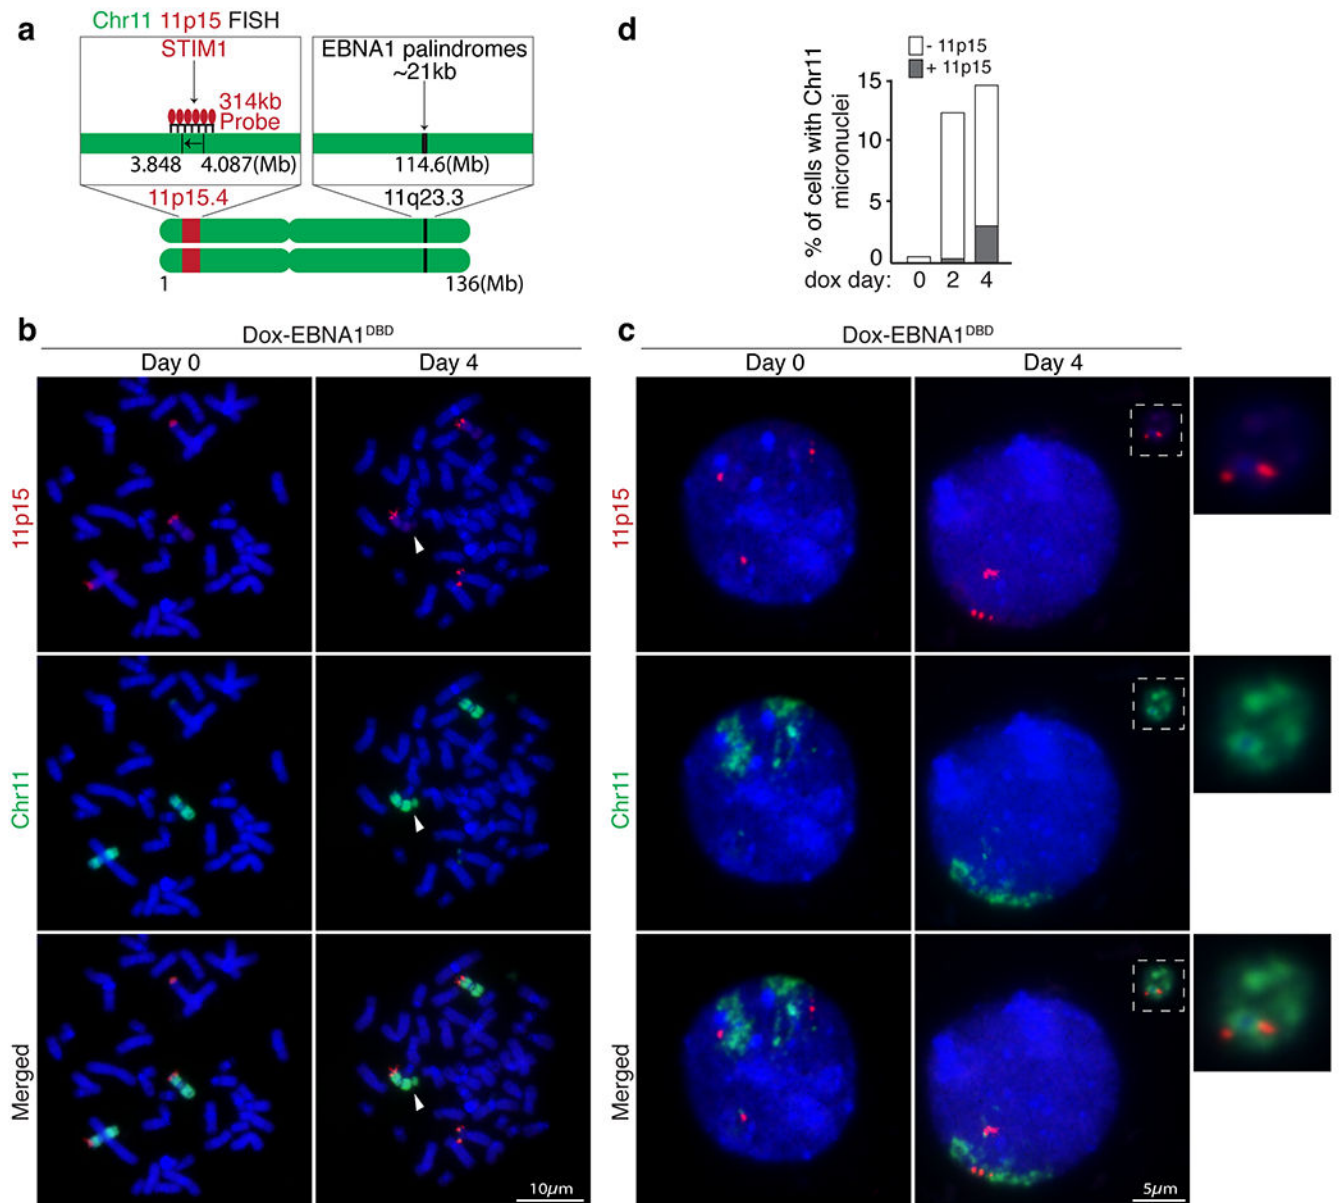 a
Chr11 11p15 FISH
STIM1
314kb
Probe
3.848 4.087(Mb)
EBNA1 palindromes
~21kb
114.6(Mb)
11p15.4
11q23.3
1
136(Mb)
d
- 11p15
+ 11p15
% of cells with Chr11
micronuclei
15
10
5
0
dox day: 0 2 4
b
Dox-EBNA1ᴰᴮᴰ
Day 0 Day 4
11p15
Chr11
Merged
10µm
c
Dox-EBNA1ᴰᴮᴰ
Day 0 Day 4
11p15
Chr11
Merged
5µm